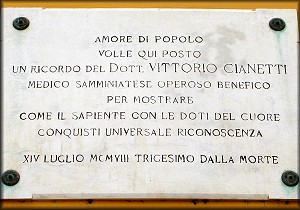 AMORE DI POPOLO
VOLLE QUI POSTO
UN RICORDO DEL DOTT. VITTORIO CIANETTI
MEDICO SAMMINIATESE OPEROSO BENEFICO
PER MOSTRARE
COME IL SAPIENTE CON LE DOTI DEL CUORE
CONQUISTI UNIVERSALE RICONOSCENZA
XIV LUGLIO MCMVIII TRIGESIMO DALLA MORTE